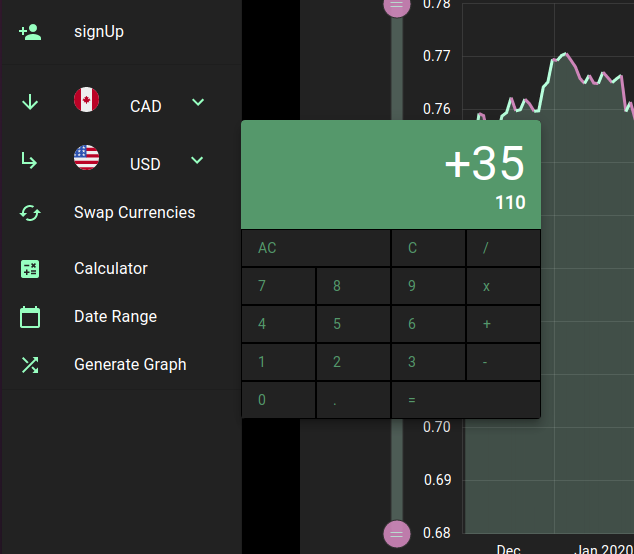 signUp
CAD
USD
Swap Currencies
Calculator
Date Range
Generate Graph
+35
110
AC C /
7 8 9 x
4 5 6 +
1 2 3 -
0 . =
0.78
0.77
0.76
0.70
0.69
0.68
Dec Jan 2020